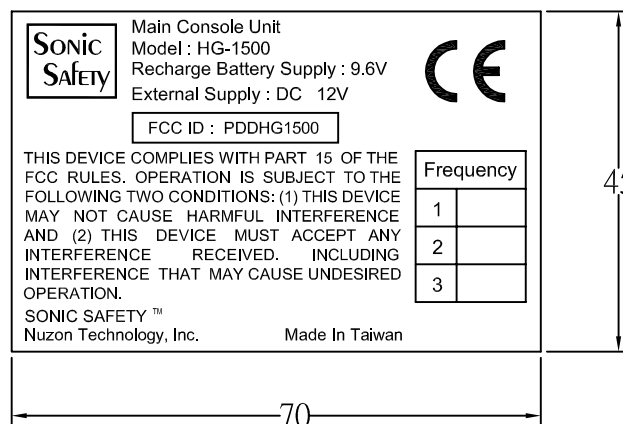 SONIC
SAFETY
Main Console Unit
Model : HG-1500
Recharge Battery Supply : 9.6V
External Supply : DC 12V
CE
FCC ID : PDDHG1500
THIS DEVICE COMPLIES WITH PART 15 OF THE
FCC RULES. OPERATION IS SUBJECT TO THE
FOLLOWING TWO CONDITIONS: (1) THIS DEVICE
MAY NOT CAUSE HARMFUL INTERFERENCE
AND (2) THIS DEVICE MUST ACCEPT ANY
INTERFERENCE RECEIVED. INCLUDING
INTERFERENCE THAT MAY CAUSE UNDESIRED
OPERATION.
SONIC SAFETY ™
Nuzon Technology, Inc. Made In Taiwan
Frequency
1
2
3
70